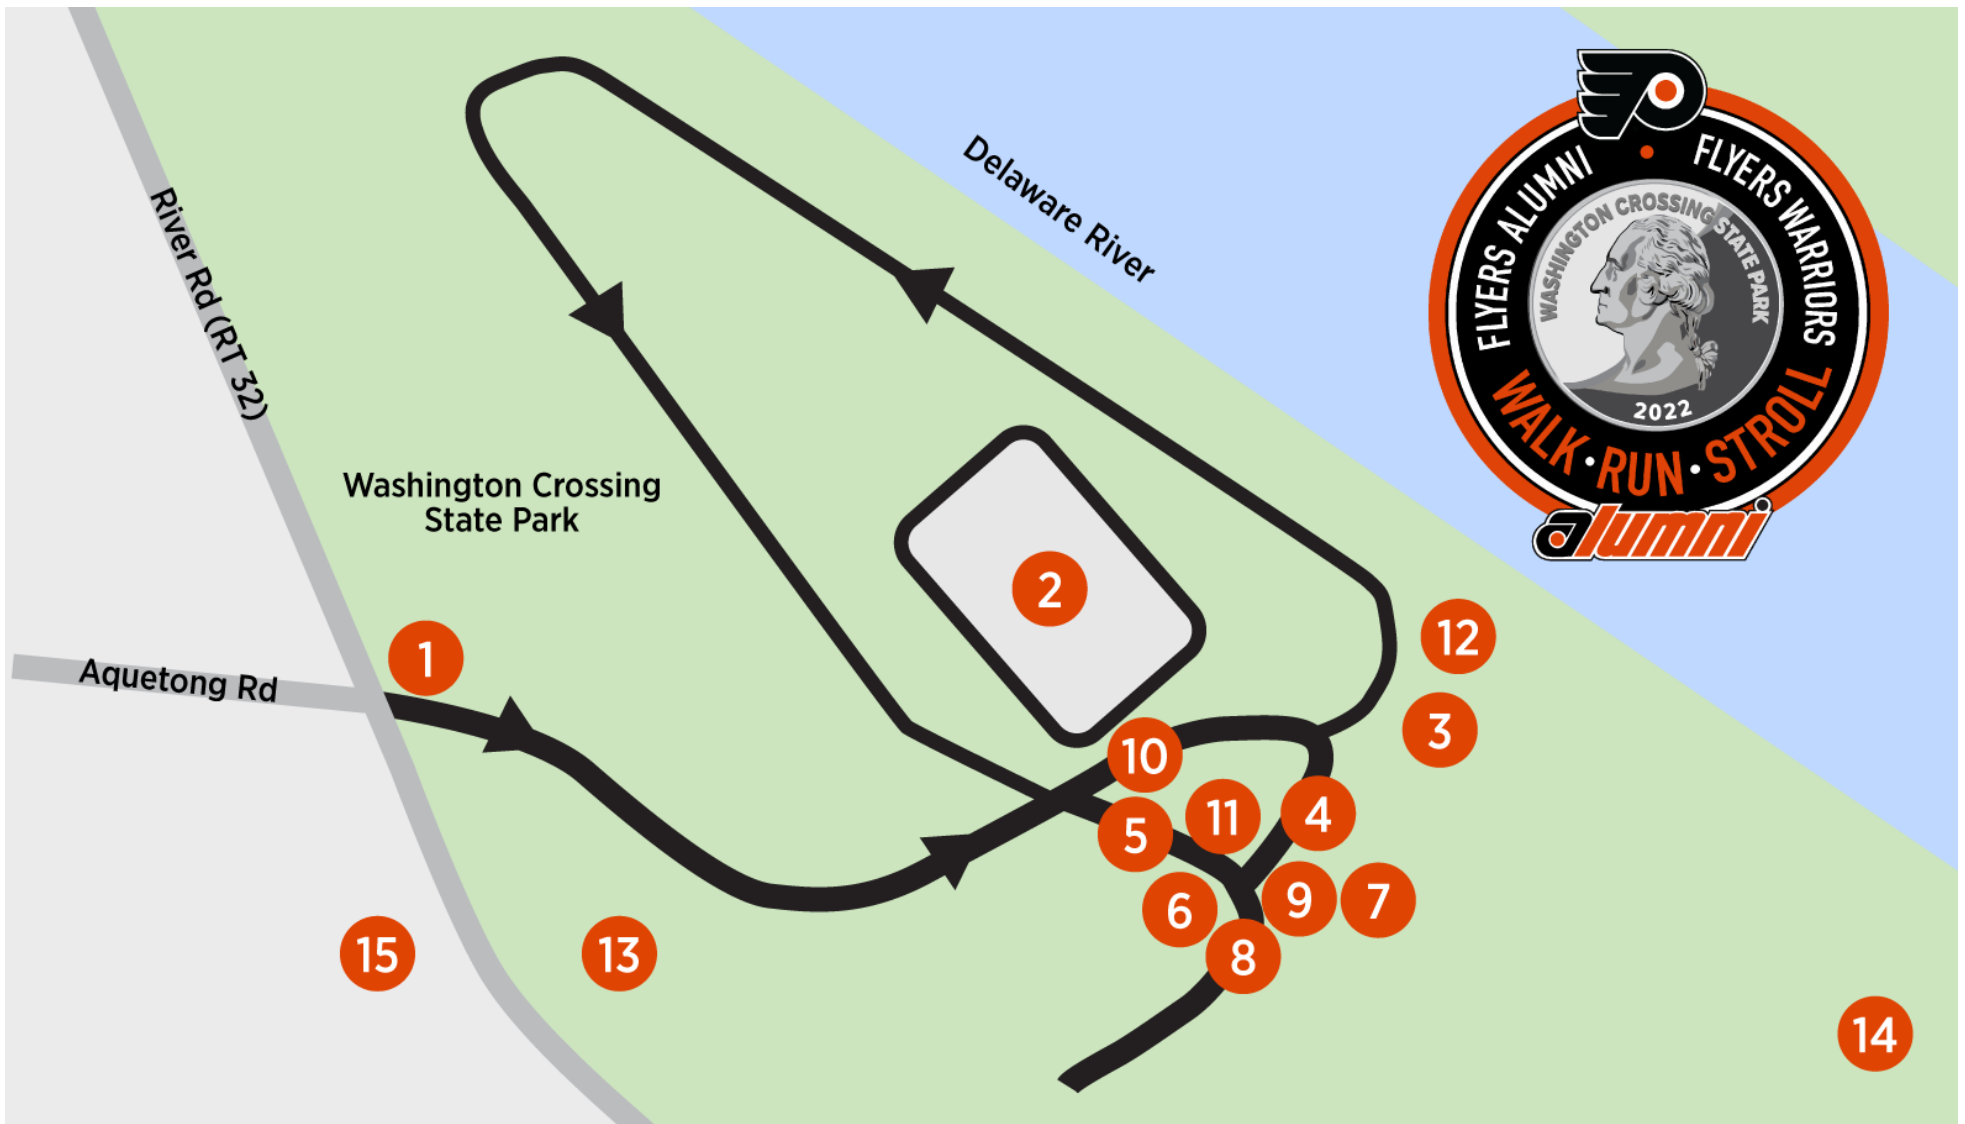 River Rd (RT 32)
Delaware River
Washington Crossing
State Park
Aquetong Rd
1
2
12
3
10
11
4
5
6
9
7
8
15
13
14
FLYERS ALUMNI
•
FLYERS WARRIORS
WASHINGTON CROSSING STATE PARK
2022
WALK • RUN • STROLL
alumni